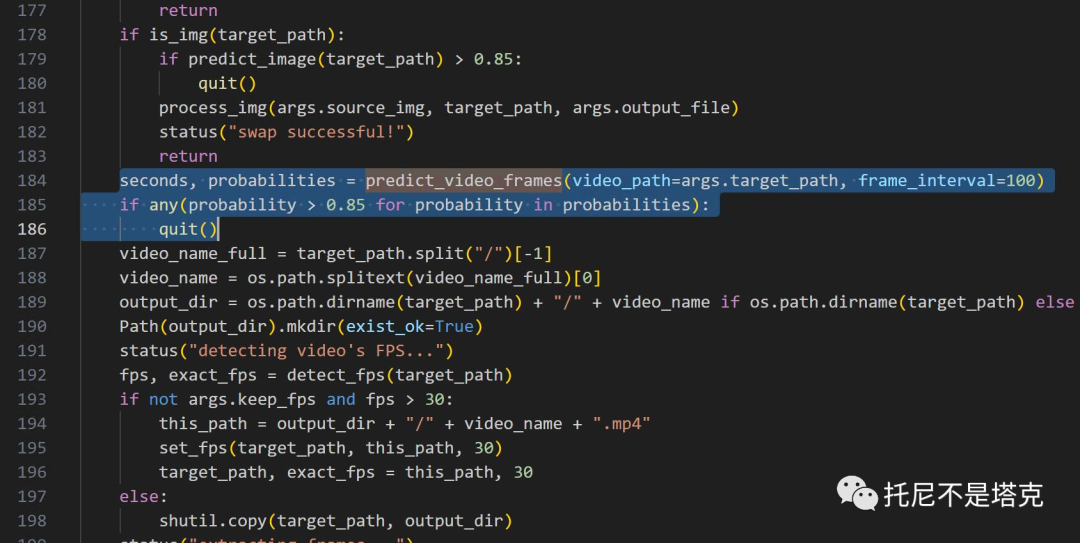 177 return
178 if is_img(target_path):
179 if predict_image(target_path) > 0.85:
180 quit()
181 process_img(args.source_img, target_path, args.output_file)
182 status("swap successful!")
183 return
184 seconds, probabilities = predict_video_frames(video_path=args.target_path, frame_interval=100)
185 if any(probability > 0.85 for probability in probabilities):
186 quit()
187 video_name_full = target_path.split("/")[-1]
188 video_name = os.path.splitext(video_name_full)[0]
189 output_dir = os.path.dirname(target_path) + "/" + video_name if os.path.dirname(target_path) else
190 Path(output_dir).mkdir(exist_ok=True)
191 status("detecting video's FPS...")
192 fps, exact_fps = detect_fps(target_path)
193 if not args.keep_fps and fps > 30:
194 this_path = output_dir + "/" + video_name + ".mp4"
195 set_fps(target_path, this_path, 30)
196 target_path, exact_fps = this_path, 30
197 else:
198 shutil.copy(target_path, output_dir)
托尼不是塔克